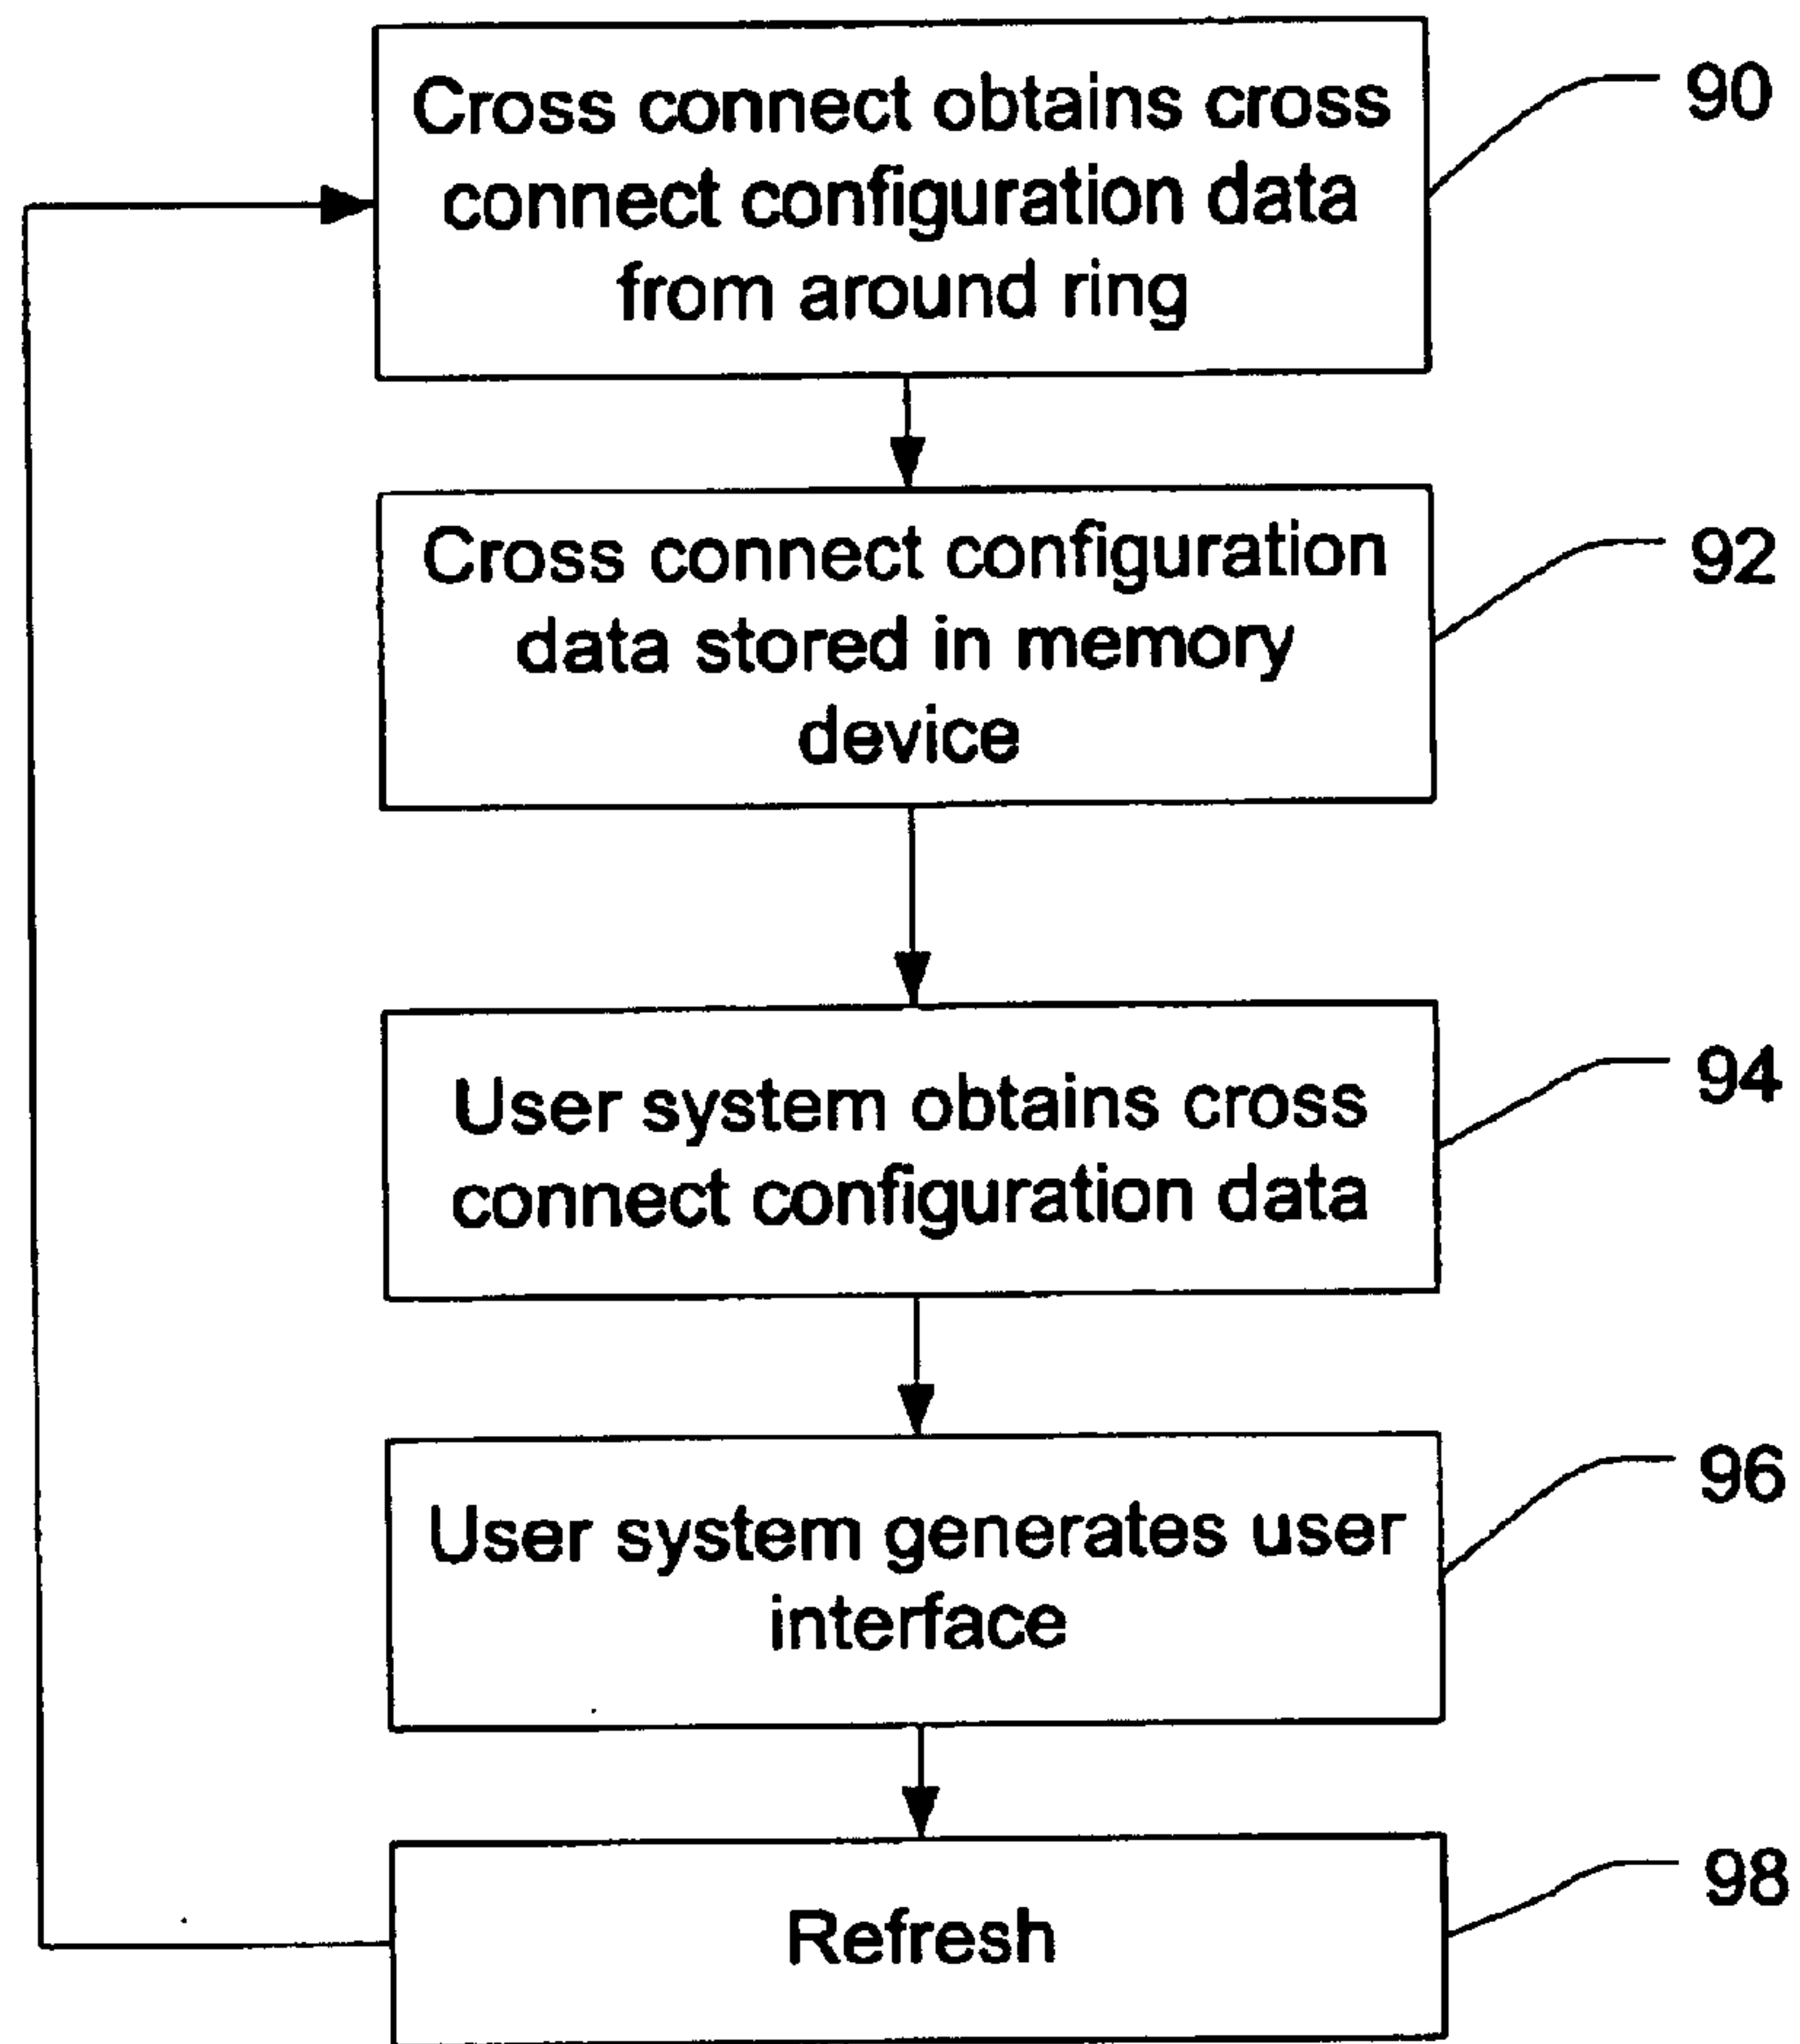 Cross connect obtains cross
connect configuration data
from around ring
90
Cross connect configuration
data stored in memory
device
92
User system obtains cross
connect configuration data
94
User system generates user
interface
96
Refresh
98